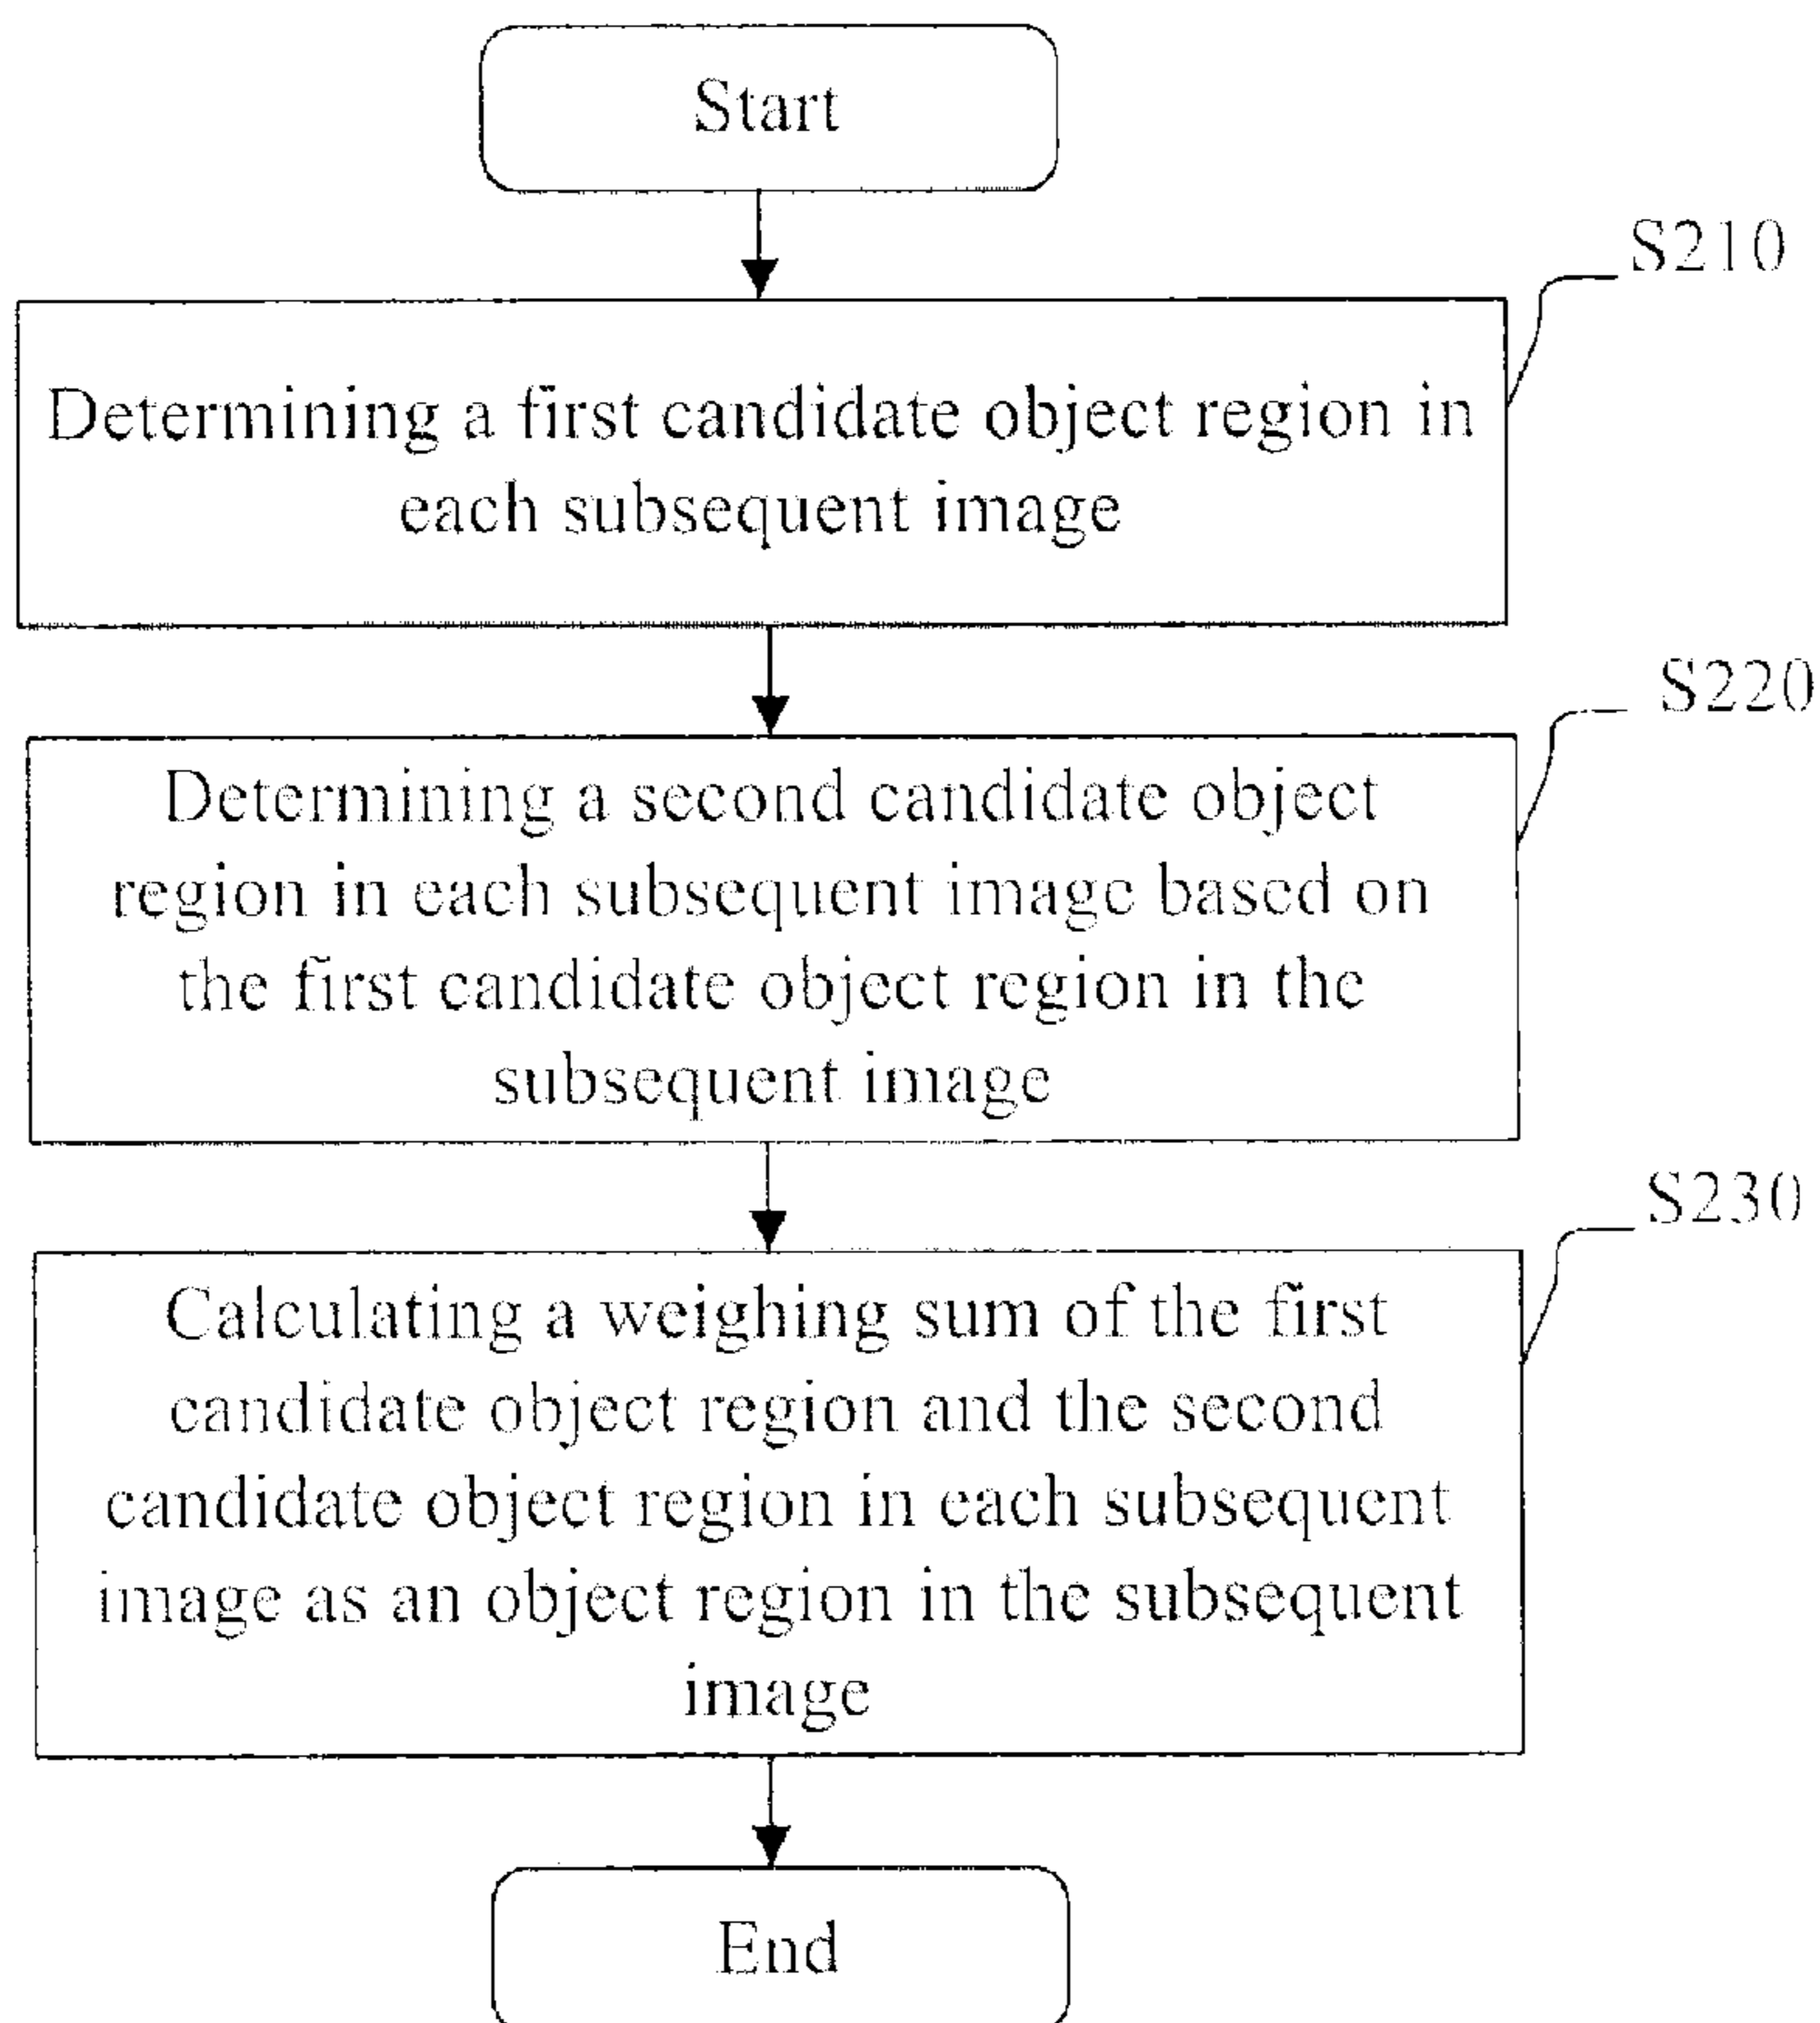 Start
S210
Determining a first candidate object region in
each subsequent image
S220
Determining a second candidate object
region in each subsequent image based on
the first candidate object region in the
subsequent image
S230
Calculating a weighing sum of the first
candidate object region and the second
candidate object region in each subsequent
image as an object region in the subsequent
image
End